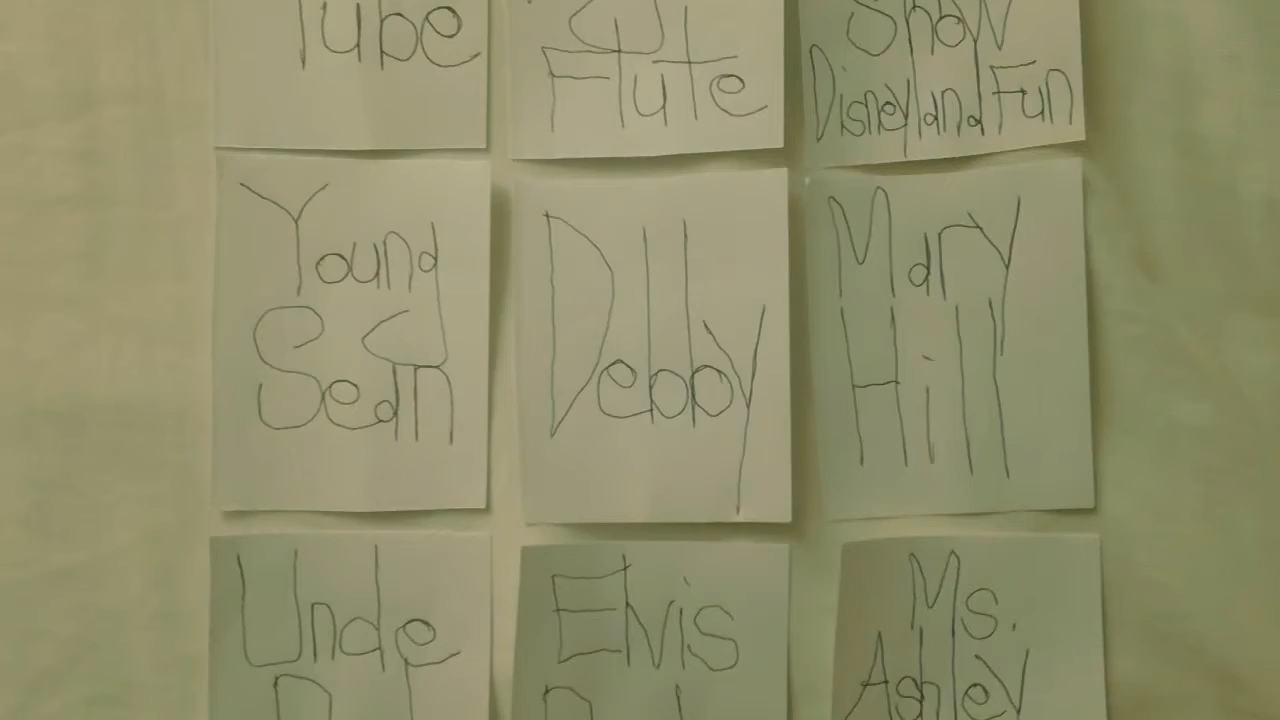 Tube
Flute
Show
Disneyland Fun
Young
Sean
Debby
Mary
Hill
Uncle
Elvis
Ms.
Ashley